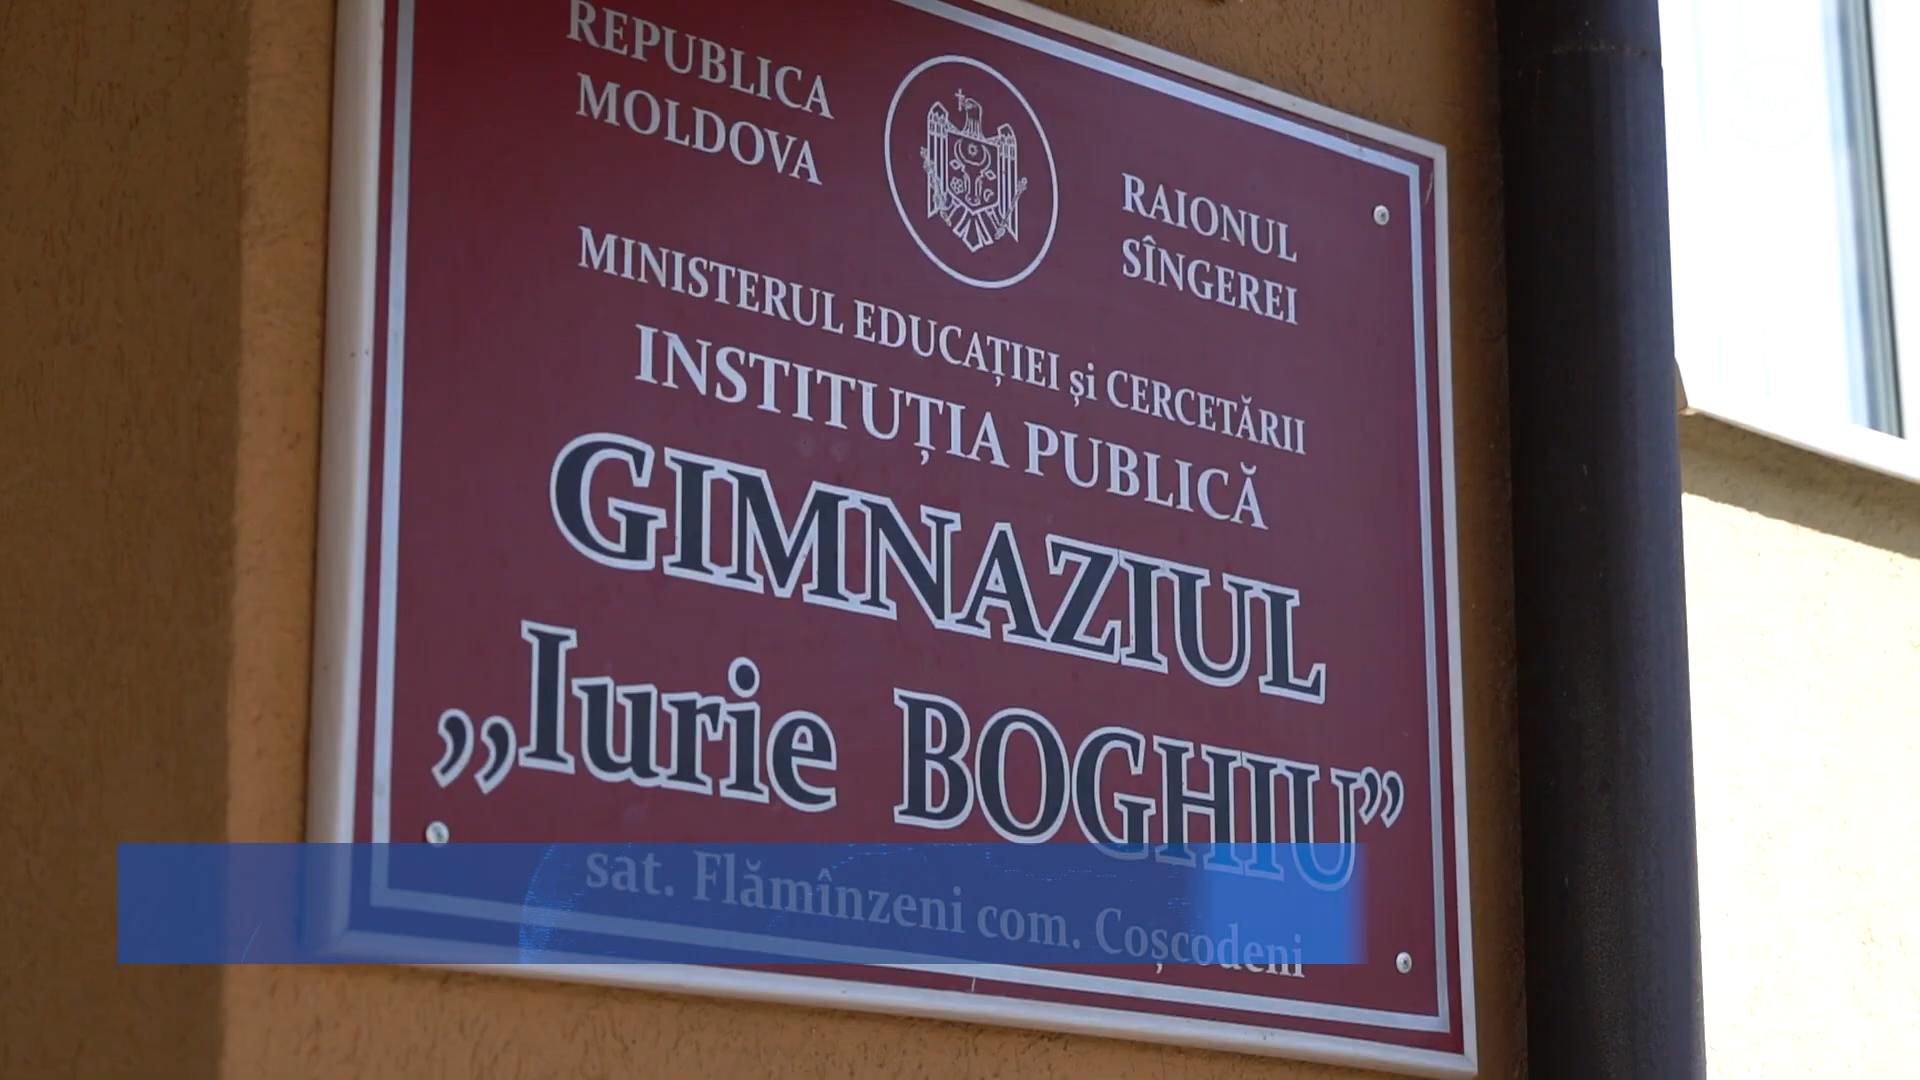 REPUBLICA
MOLDOVA
RAIONUL
SÎNGEREI
MINISTERUL EDUCAȚIEI și CERCETĂRII
INSTITUȚIA PUBLICĂ
GIMNAZIUL
„Iurie BOGHIU”
sat. Flămînzeni com. Coșcodeni